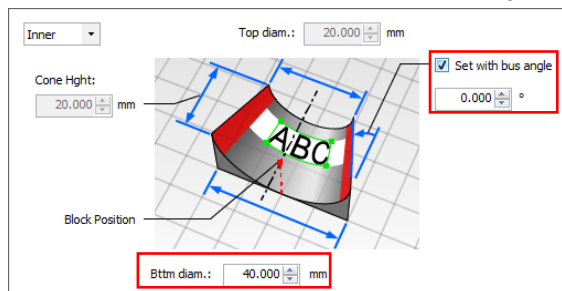 Inner
Top diam.: 20.000 mm
Set with bus angle
0.000 °
Cone Hght:
20.000 mm
ABC
Block Position
Bttm diam.: 40.000 mm